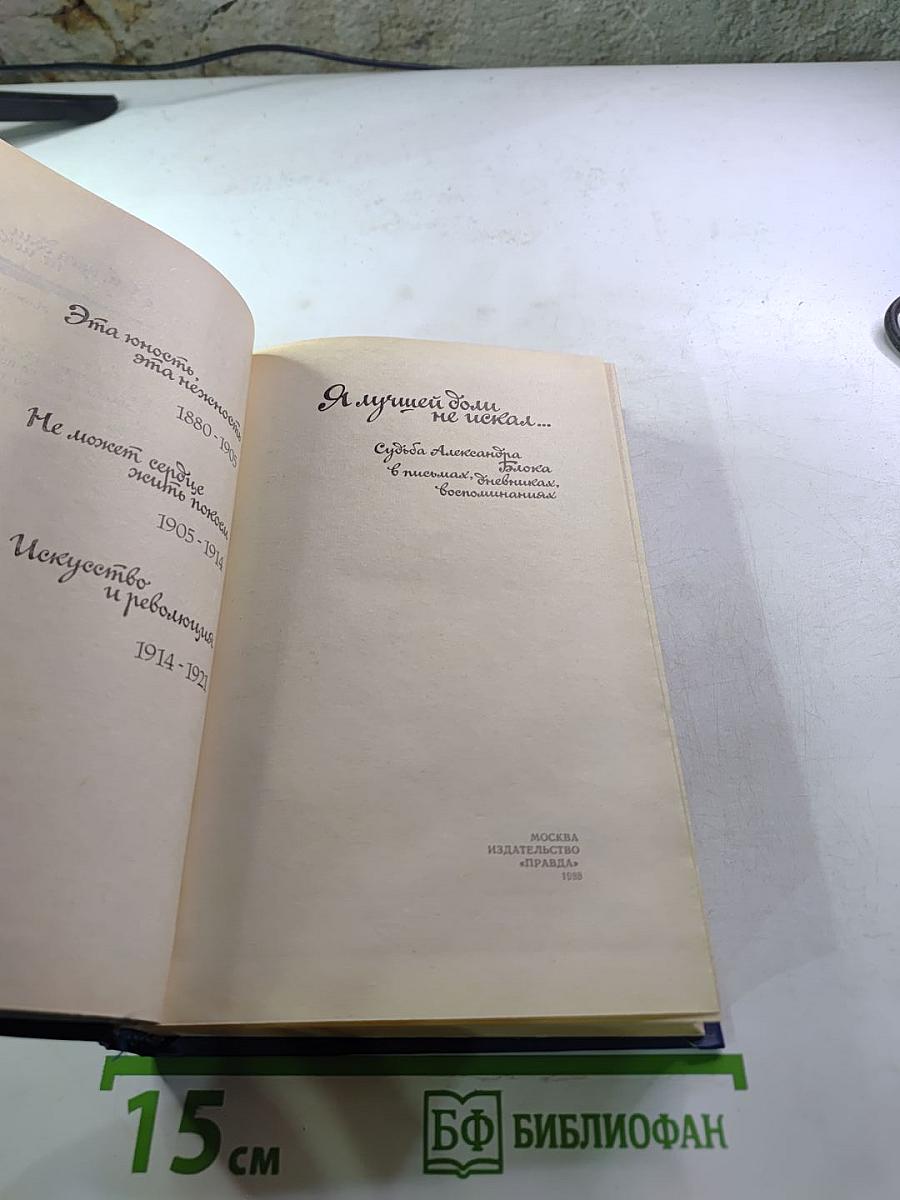 Эта юность,
эта нежность
1880-1905
Не может сердце
жить покоем
1905-1914
Искусство
и революция
1914-1921
Я лучшей доли
не искал...
Судьба Александра
Блока
в письмах, дневниках,
воспоминаниях
МОСКВА
ИЗДАТЕЛЬСТВО
«ПРАВДА»
1988
15 см
БФ БИБЛИОФАН